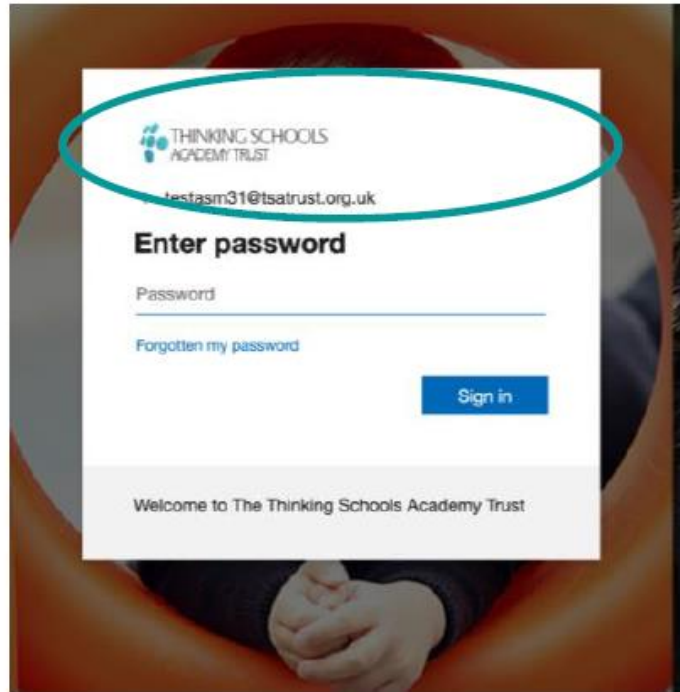 THINKING SCHOOLS
ACADEMY TRUST
testasm31@tsatrust.org.uk
Enter password
Password
Forgotten my password
Sign in
Welcome to The Thinking Schools Academy Trust